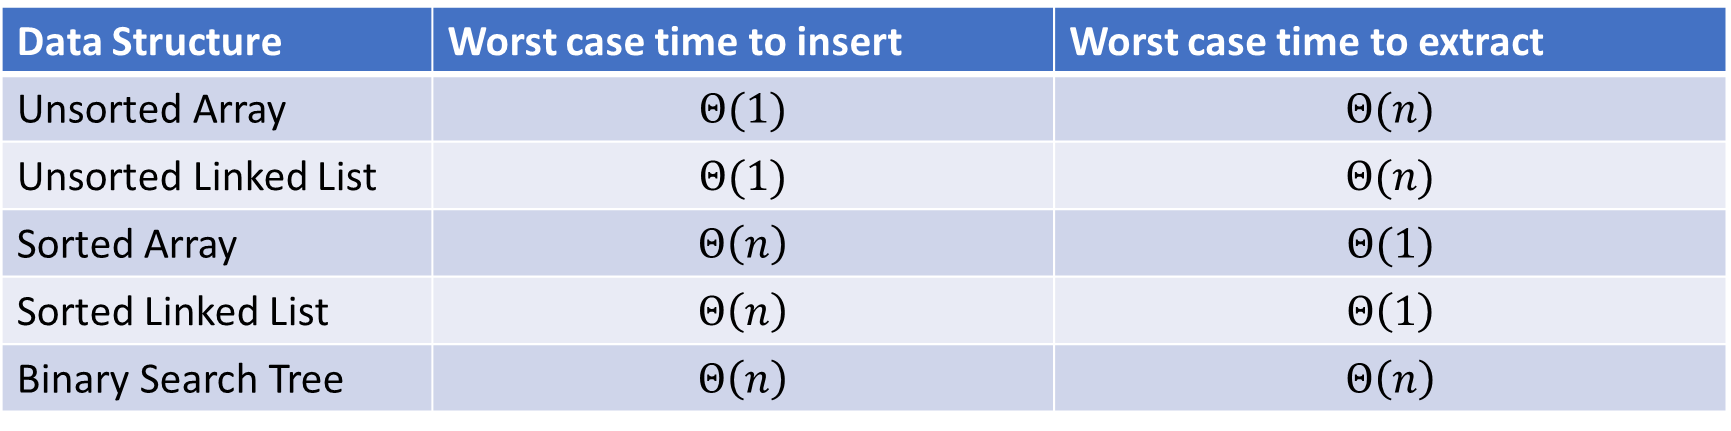 Data Structure Worst case time to insert Worst case time to extract
Unsorted Array Θ(1) Θ(n)
Unsorted Linked List Θ(1) Θ(n)
Sorted Array Θ(n) Θ(1)
Sorted Linked List Θ(n) Θ(1)
Binary Search Tree Θ(n) Θ(n)